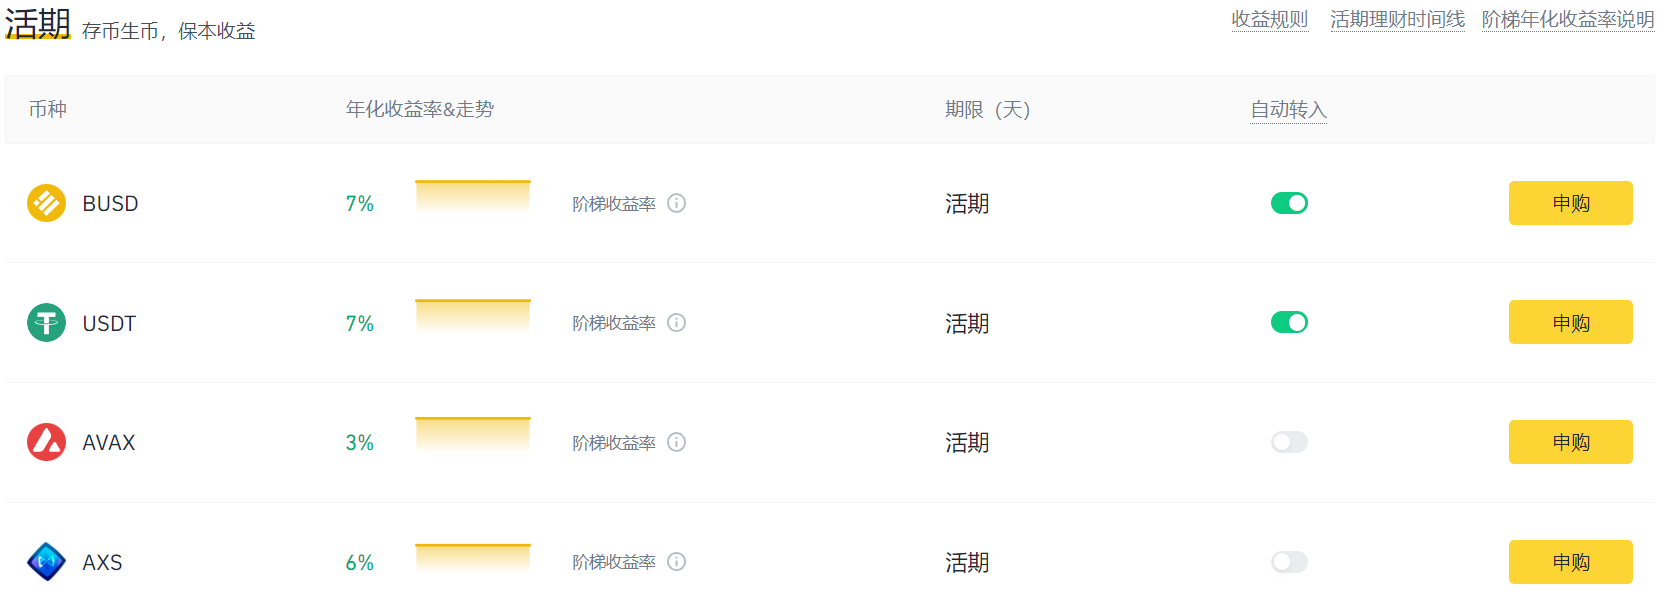 活期 存币生币，保本收益 收益规则 活期理财时间线 阶梯年化收益率说明
币种 年化收益率&走势 期限（天） 自动转入
BUSD 7% 阶梯收益率 活期 申购
USDT 7% 阶梯收益率 活期 申购
AVAX 3% 阶梯收益率 活期 申购
AXS 6% 阶梯收益率 活期 申购